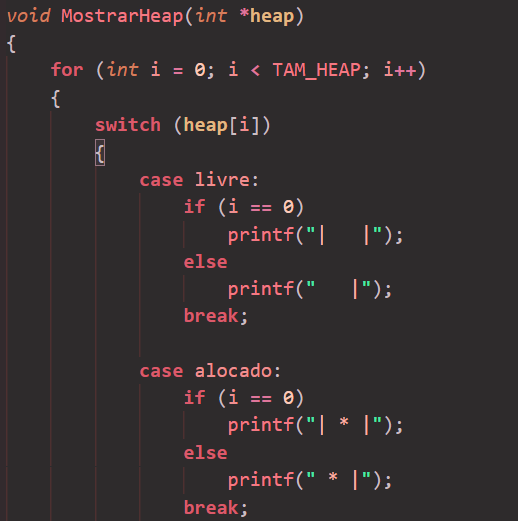 void MostrarHeap(int *heap)
{
    for (int i = 0; i < TAM_HEAP; i++)
    {
        switch (heap[i])
        {
            case livre:
                if (i == 0)
                    printf("|   |");
                else
                    printf("   |");
                break;

            case alocado:
                if (i == 0)
                    printf("| * |");
                else
                    printf(" * |");
                break;